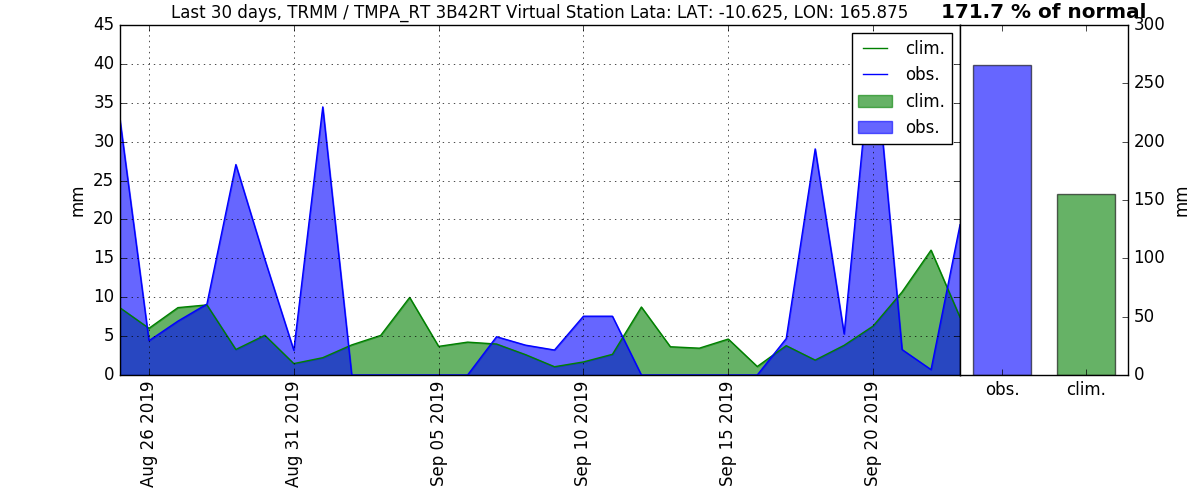 Last 30 days, TRMM / TMPA_RT 3B42RT Virtual Station Lata: LAT: -10.625, LON: 165.875
171.7 % of normal
45
40
35
30
25
20
15
10
5
0
mm
clim.
obs.
clim.
obs.
Aug 26 2019
Aug 31 2019
Sep 05 2019
Sep 10 2019
Sep 15 2019
Sep 20 2019
300
250
200
150
100
50
0
mm
obs.
clim.